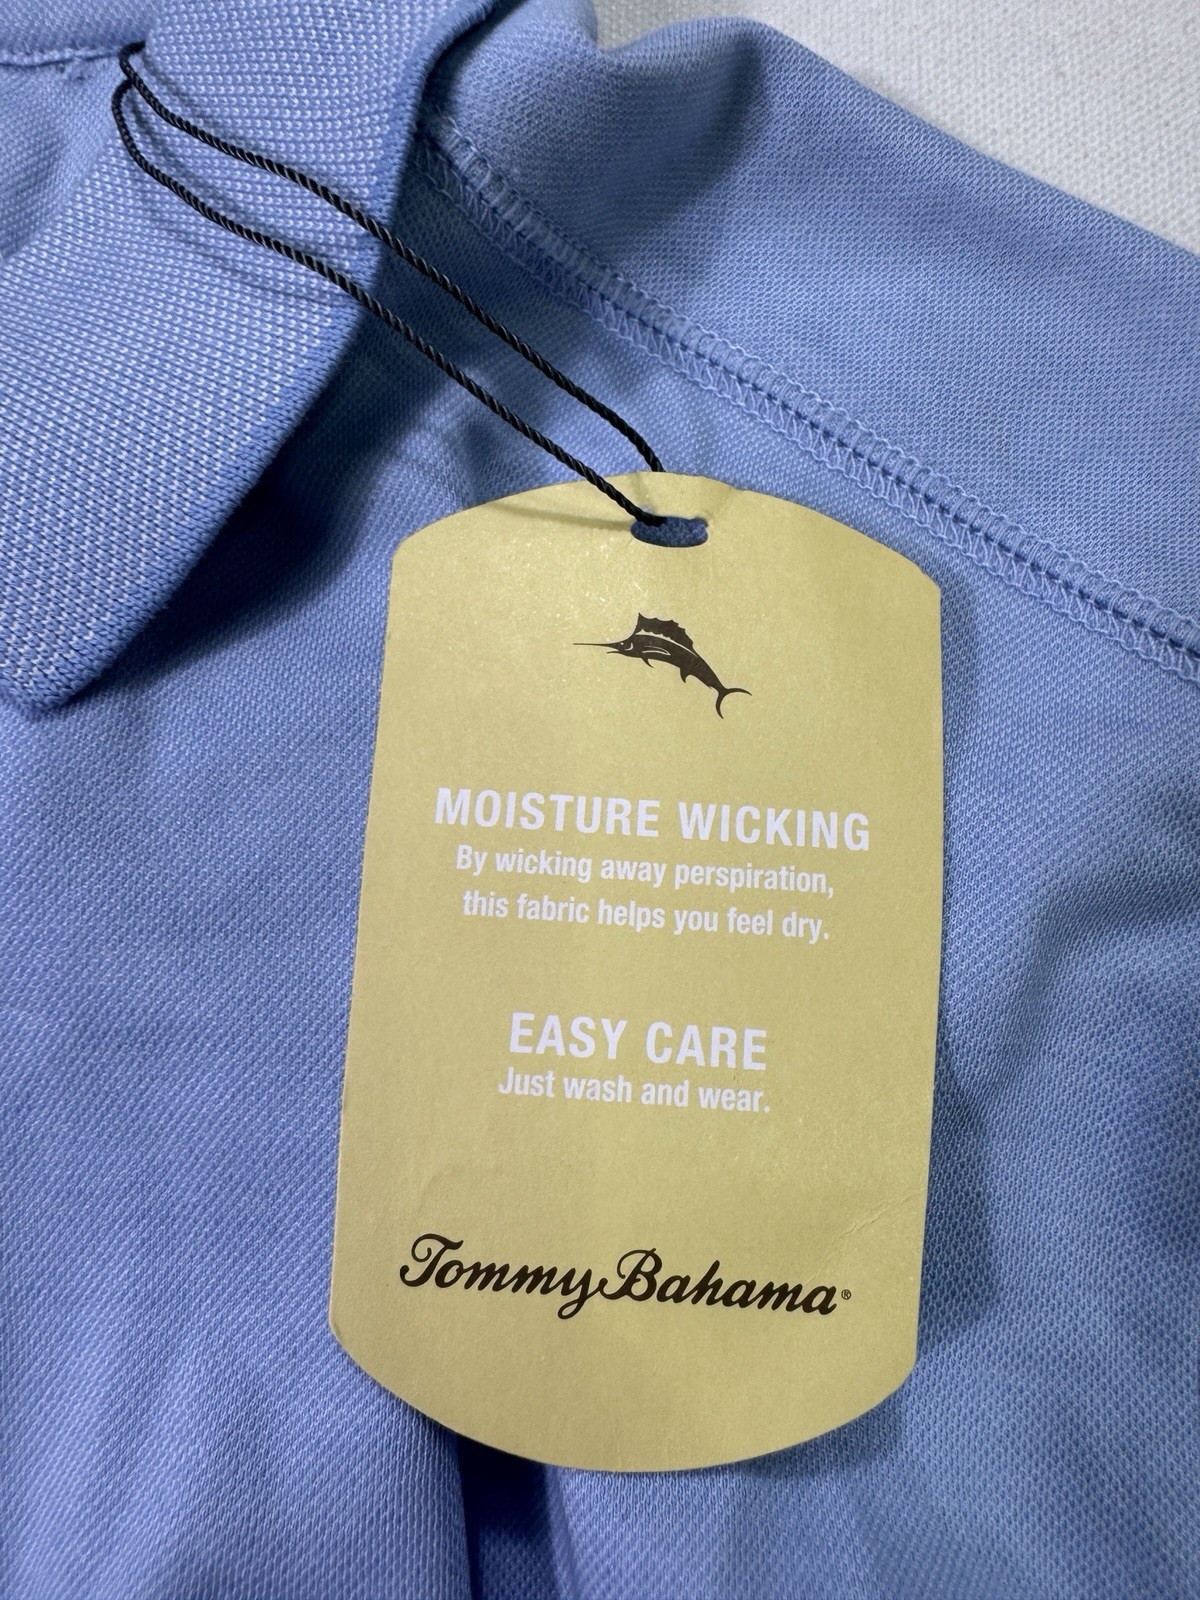 MOISTURE WICKING
By wicking away perspiration,
this fabric helps you feel dry.
EASY CARE
Just wash and wear.
Tommy Bahama®